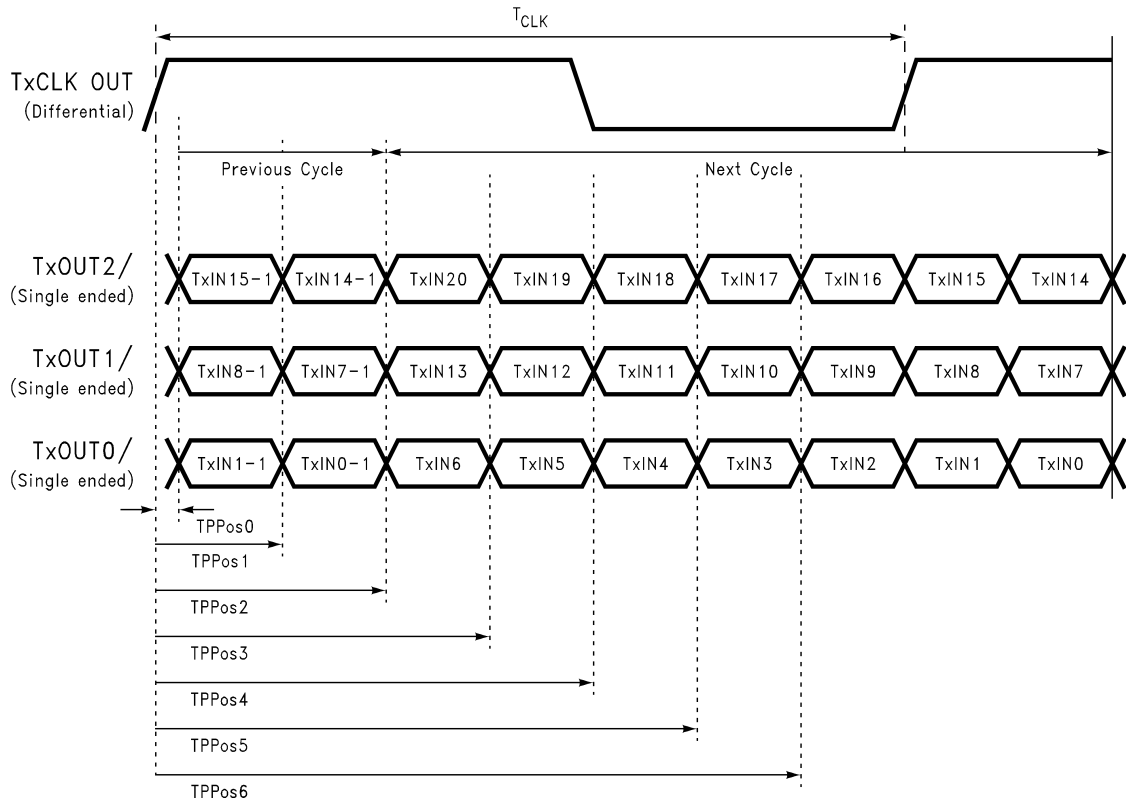 TCLK
TxCLK OUT
(Differential)
Previous Cycle
Next Cycle
TxOUT2/
(Single ended)
TxIN15-1 TxIN14-1 TxIN20 TxIN19 TxIN18 TxIN17 TxIN16 TxIN15 TxIN14
TxOUT1/
(Single ended)
TxIN8-1 TxIN7-1 TxIN13 TxIN12 TxIN11 TxIN10 TxIN9 TxIN8 TxIN7
TxOUT0/
(Single ended)
TxIN1-1 TxIN0-1 TxIN6 TxIN5 TxIN4 TxIN3 TxIN2 TxIN1 TxIN0
TPPos0
TPPos1
TPPos2
TPPos3
TPPos4
TPPos5
TPPos6